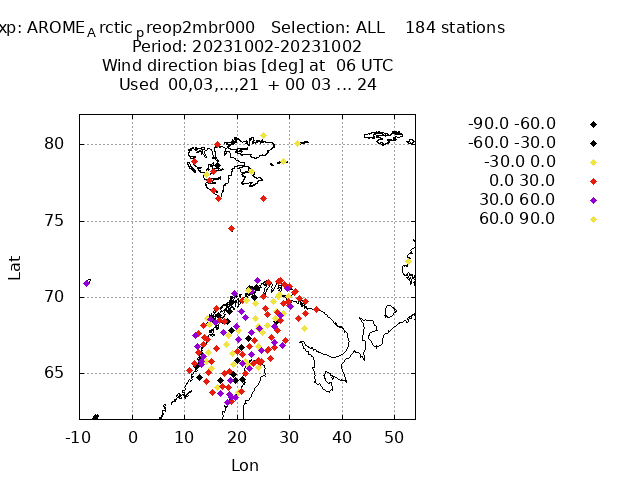 xp: AROME_Arctic_preop2mbr000   Selection: ALL    184 stations
Period: 20231002-20231002
Wind direction bias [deg] at  06 UTC
Used  00,03,...,21  + 00 03 ... 24
-90.0 -60.0
-60.0 -30.0
-30.0 0.0
0.0 30.0
30.0 60.0
60.0 90.0
80
75
70
65
Lat
-10 0 10 20 30 40 50
Lon